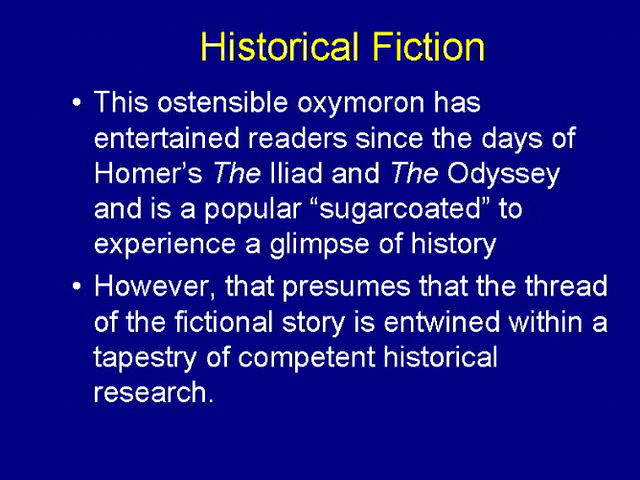 Historical Fiction
• This ostensible oxymoron has
entertained readers since the days of
Homer's The Iliad and The Odyssey
and is a popular “sugarcoated” to
experience a glimpse of history
• However, that presumes that the thread
of the fictional story is entwined within a
tapestry of competent historical
research.